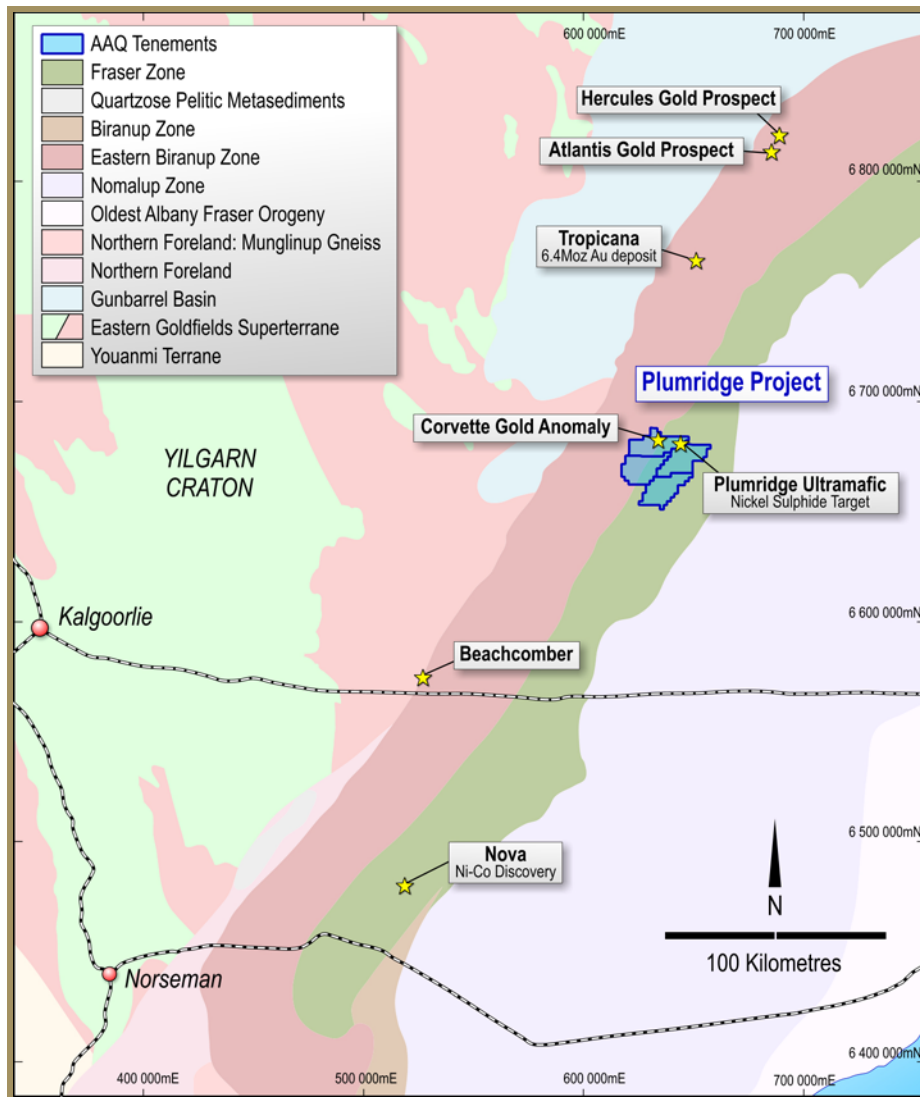 600 000mE
700 000mE
AAQ Tenements
Fraser Zone
Quartzose Pelitic Metasediments
Biranup Zone
Eastern Biranup Zone
Nomalup Zone
Oldest Albany Fraser Orogeny
Northern Foreland: Munglinup Gneiss
Northern Foreland
Gunbarrel Basin
Eastern Goldfields Superterrane
Youanmi Terrane
Hercules Gold Prospect
Atlantis Gold Prospect
6 800 000mN
Tropicana
6.4Moz Au deposit
Plumridge Project
6 700 000mN
Corvette Gold Anomaly
YILGARN
CRATON
Plumridge Ultramafic
Nickel Sulphide Target
Kalgoorlie
6 600 000mN
Beachcomber
Nova
Ni-Co Discovery
6 500 000mN
N
100 Kilometres
Norseman
6 400 000mN
400 000mE
500 000mE
600 000mE
700 000mE